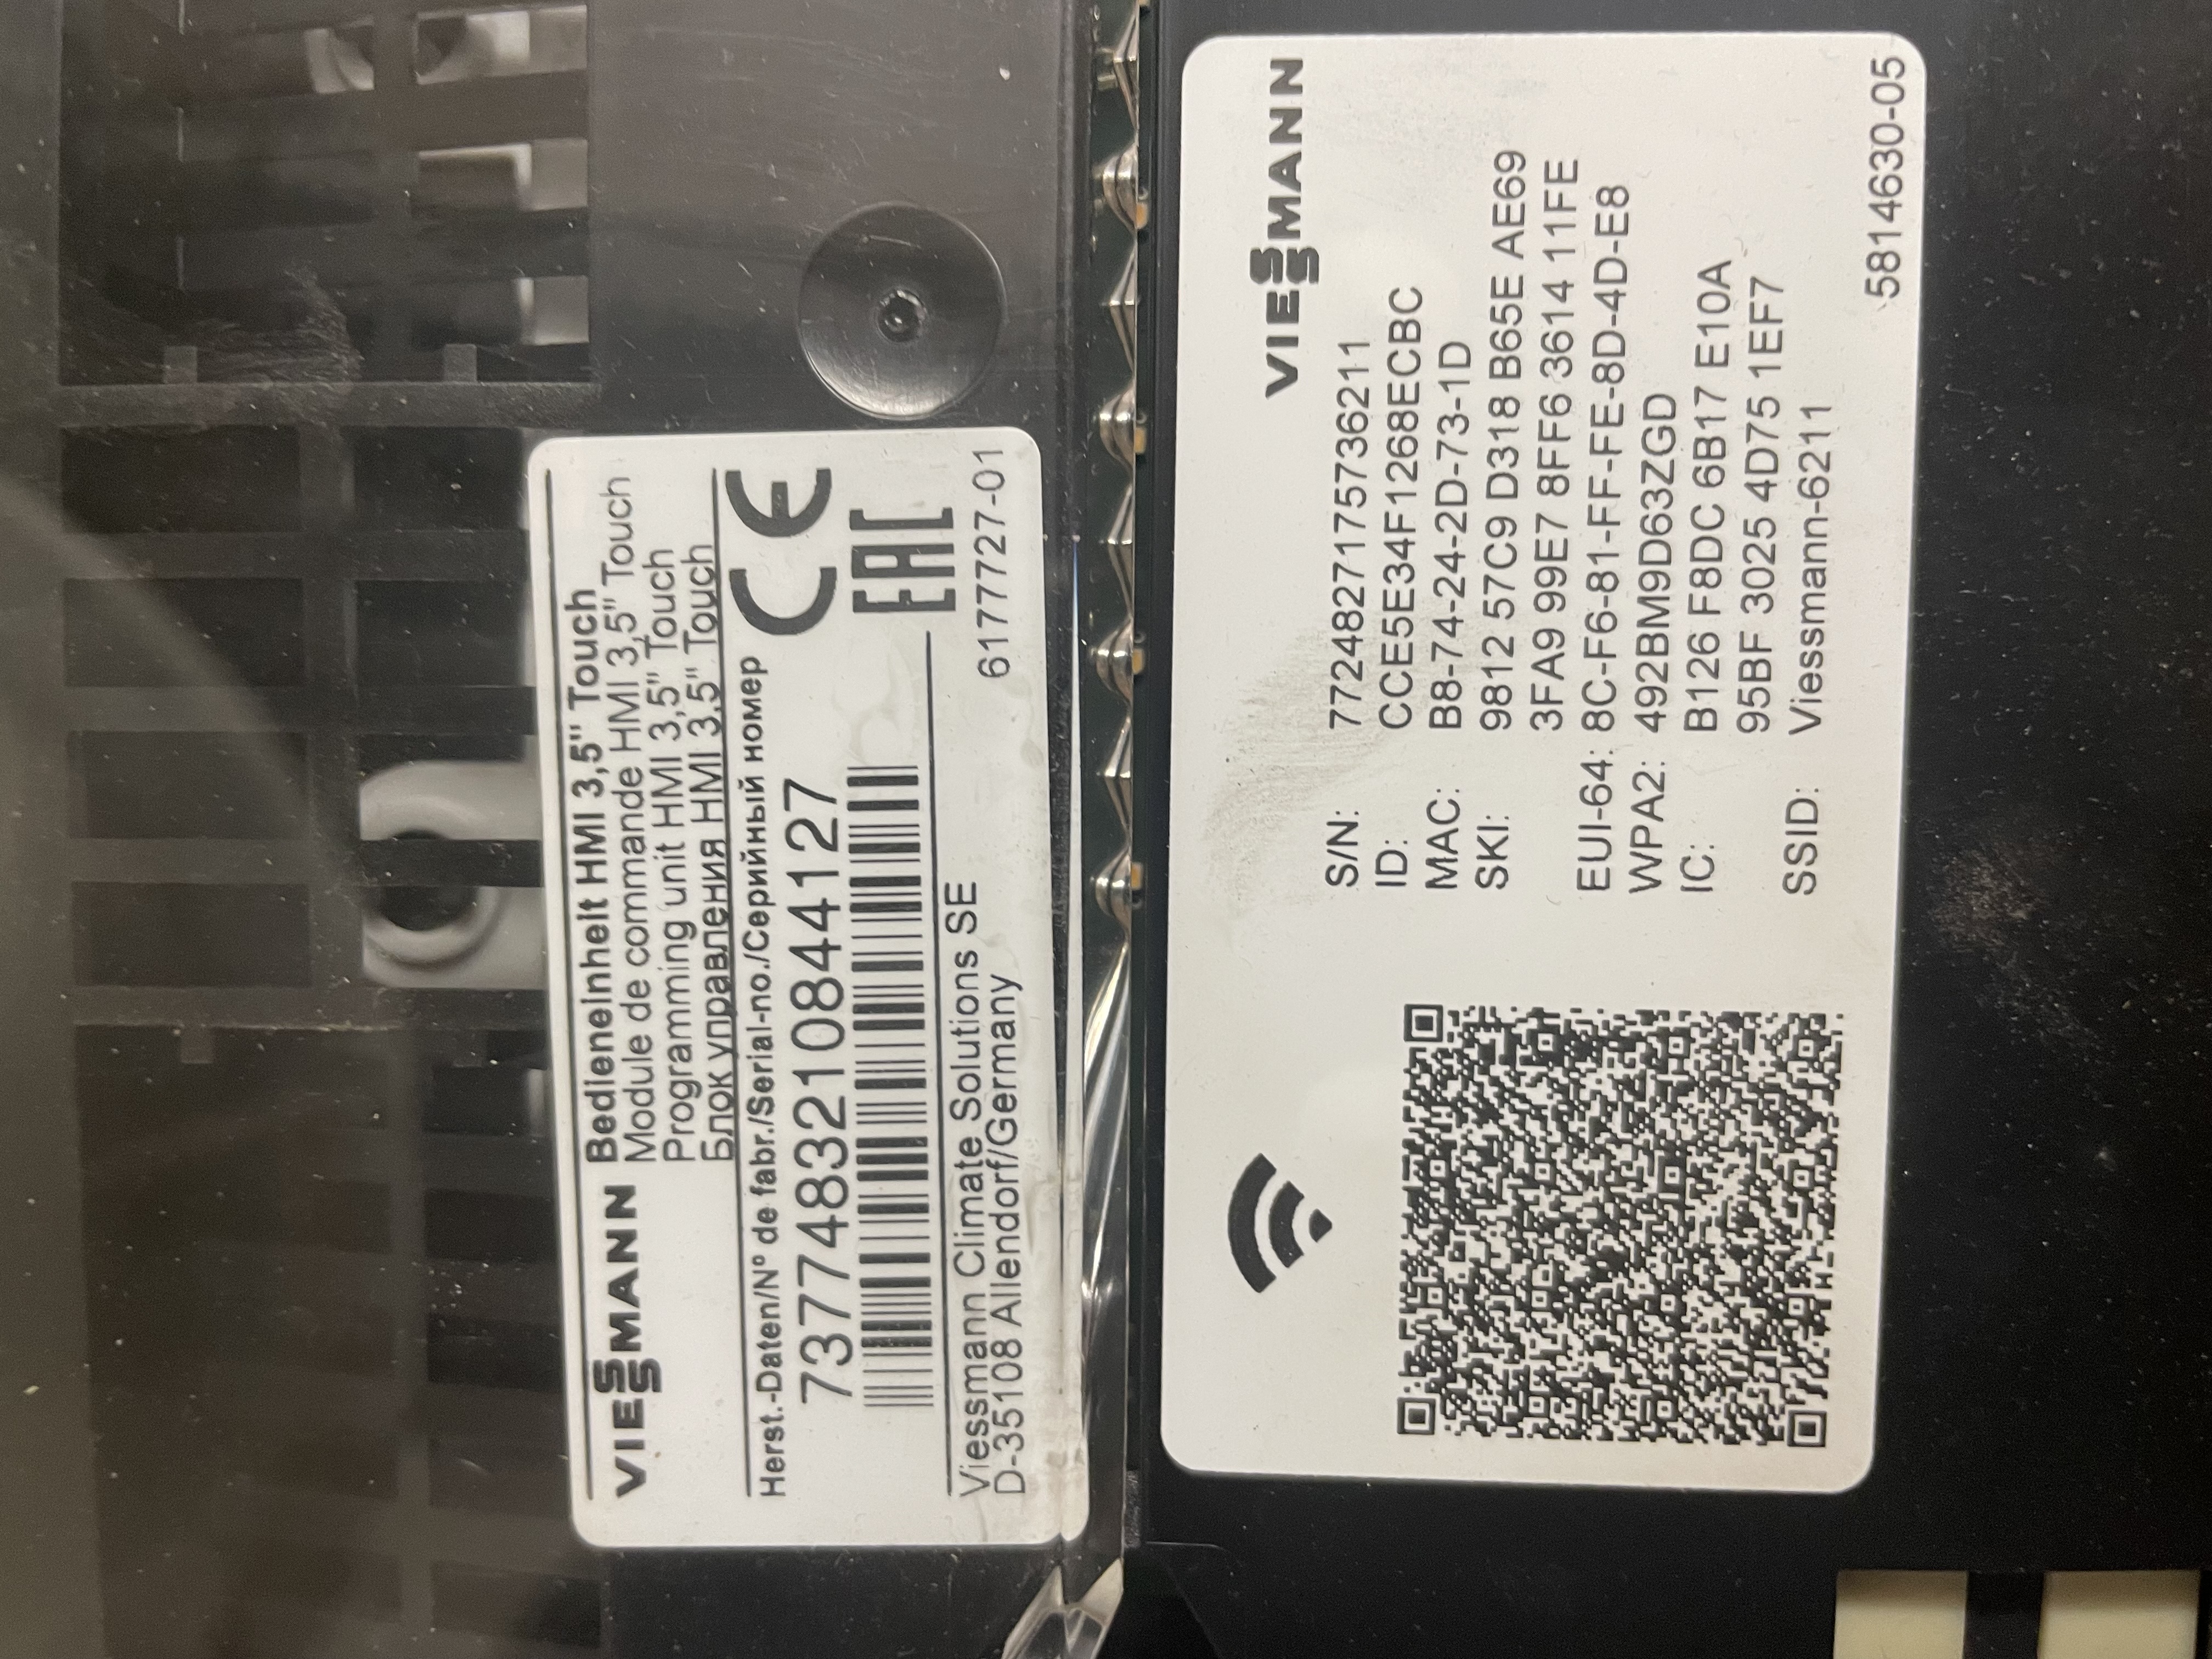 VIESSMANN
Bedieneinheit HMI 3,5" Touch
Module de commande HMI 3,5" Touch
Programming unit HMI 3,5" Touch
Блок управления HMI 3,5" Touch
Herst.-Daten/N° de fabr./Serial-no./Серийный номер
7377483210844127
CE
EAC
Viessmann Climate Solutions SE
D-35108 Allendorf/Germany
6177727-01
VIESSMANN
S/N: 7724827175736211
ID: CCE5E34F1268ECBC
MAC: B8-74-24-2D-73-1D
SKI: 9812 57C9 D318 B65E AE69
3FA9 99E7 8FF6 3614 11FE
EUI-64: 8C-F6-81-FF-FE-8D-4D-E8
WPA2: 492BM9D63ZGD
IC: B126 F8DC 6B17 E10A
95BF 3025 4D75 1EF7
SSID: Viessmann-6211
5814630-05